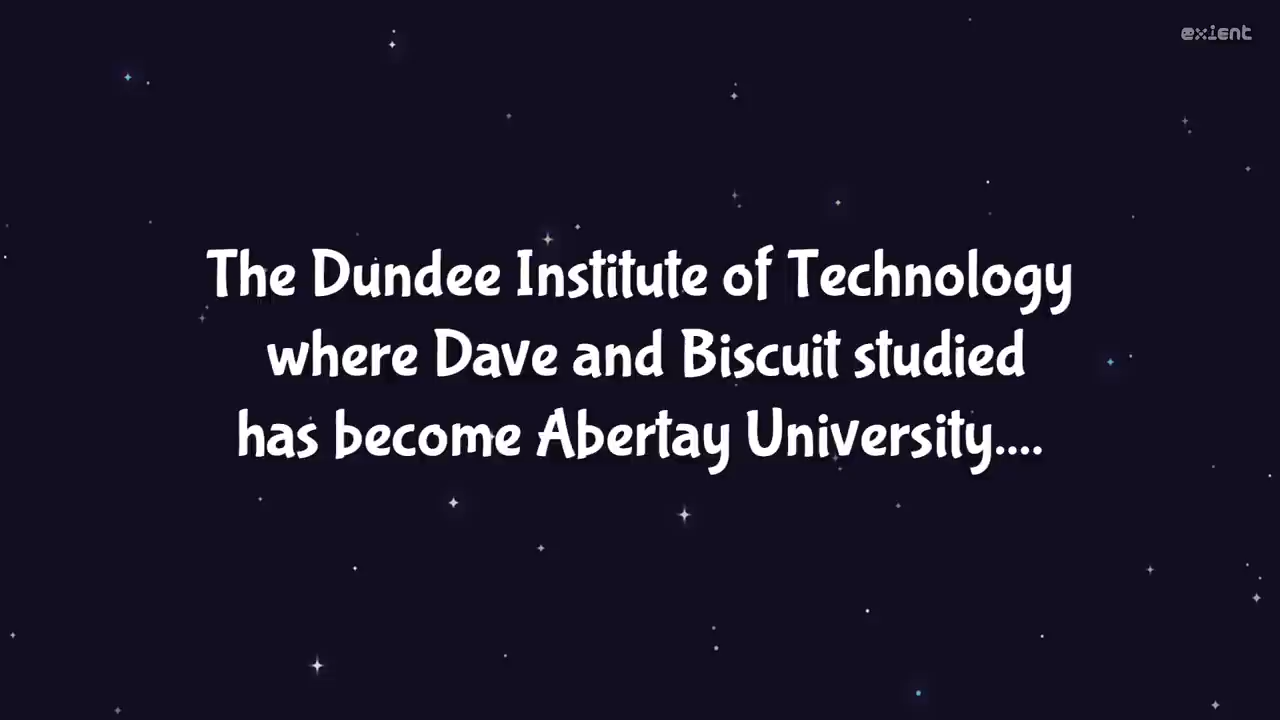 exient
The Dundee Institute of Technology
where Dave and Biscuit studied
has become Abertay University....